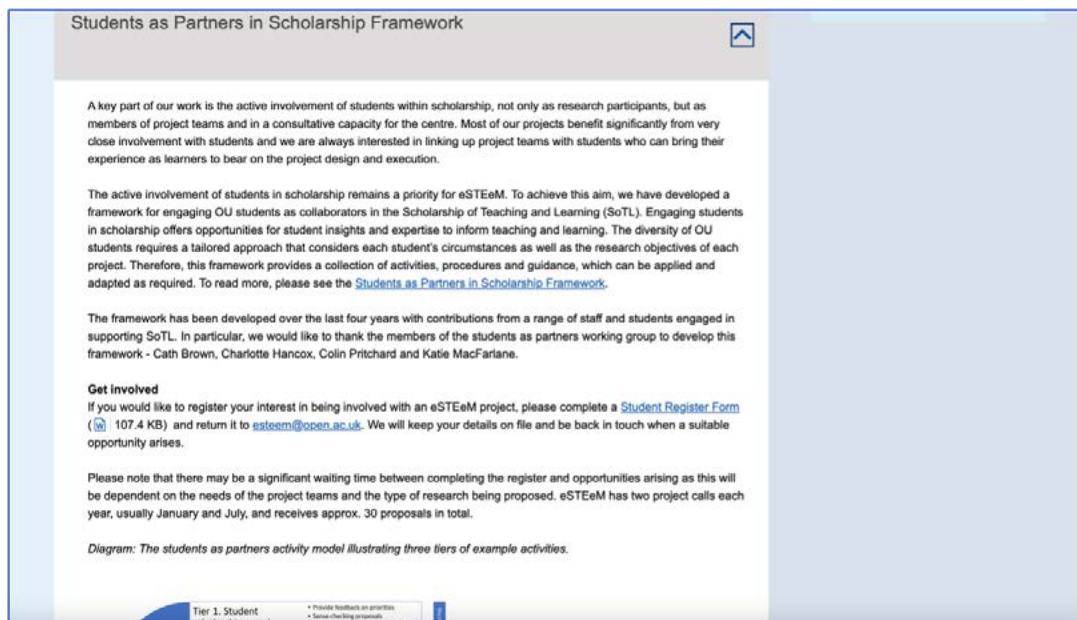 Students as Partners in Scholarship Framework
A key part of our work is the active involvement of students within scholarship, not only as research participants, but as
members of project teams and in a consultative capacity for the centre. Most of our projects benefit significantly from very
close involvement with students and we are always interested in linking up project teams with students who can bring their
experience as learners to bear on the project design and execution.
The active involvement of students in scholarship remains a priority for eSTEeM. To achieve this aim, we have developed a
framework for engaging OU students as collaborators in the Scholarship of Teaching and Learning (SoTL). Engaging students
in scholarship offers opportunities for student insights and expertise to inform teaching and learning. The diversity of OU
students requires a tailored approach that considers each student's circumstances as well as the research objectives of each
project. Therefore, this framework provides a collection of activities, procedures and guidance, which can be applied and
adapted as required. To read more, please see the Students as Partners in Scholarship Framework.
The framework has been developed over the last four years with contributions from a range of staff and students engaged in
supporting SoTL. In particular, we would like to thank the members of the students as partners working group to develop this
framework - Cath Brown, Charlotte Hancox, Colin Pritchard and Katie MacFarlane.
Get involved
If you would like to register your interest in being involved with an eSTEeM project, please complete a Student Register Form
(W 107.4 KB) and return it to esteem@open.ac.uk. We will keep your details on file and be back in touch when a suitable
opportunity arises.
Please note that there may be a significant waiting time between completing the register and opportunities arising as this will
be dependent on the needs of the project teams and the type of research being proposed. eSTEeM has two project calls each
year, usually January and July, and receives approx. 30 proposals in total.
Diagram: The students as partners activity model illustrating three tiers of example activities.
Tier 1. Student
• Provide feedback on priorities
• Sense checking proposals